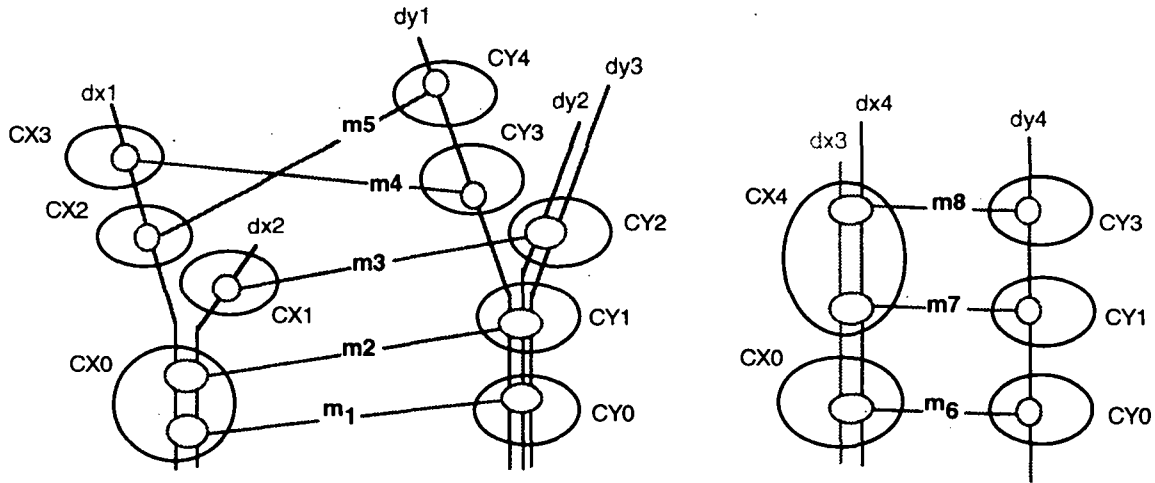 dy1
CY4
dy3
dx1
dy2
dx4
CX3
m5
CY3
dx3
dy4
m4
CX2
CX4
m8
CY3
dx2
CY2
m3
CX1
m7
CY1
m2
CY1
CX0
CX0
m1
CY0
m6
CY0